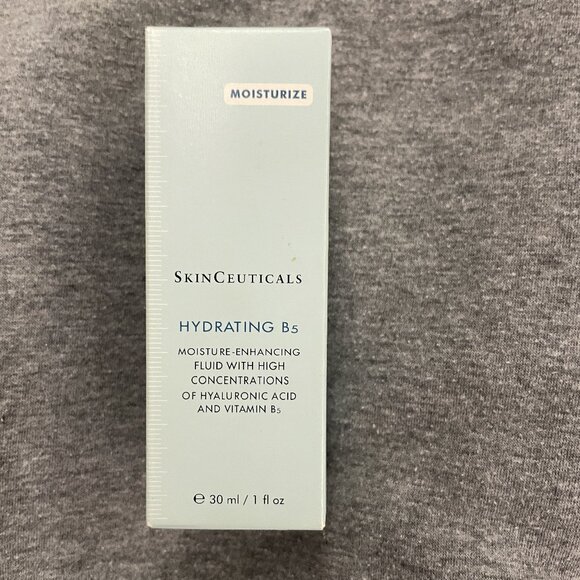 MOISTURIZE
SKINCEUTICALS
HYDRATING B5
MOISTURE-ENHANCING
FLUID WITH HIGH
CONCENTRATIONS
OF HYALURONIC ACID
AND VITAMIN B5
℮ 30 ml / 1 fl oz